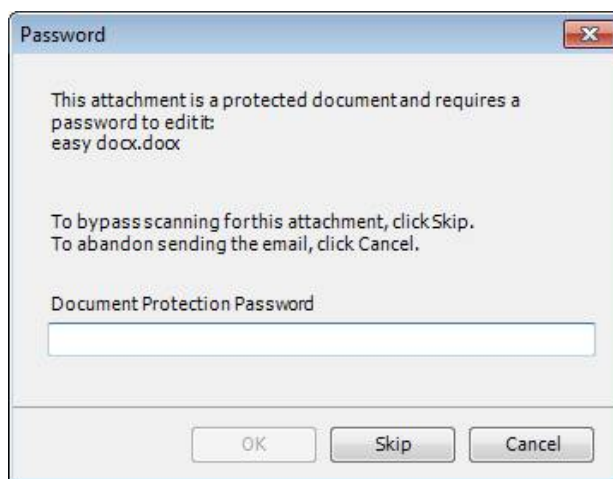 Password
This attachment is a protected document and requires a
password to edit it:
easy docx.docx
To bypass scanning for this attachment, click Skip.
To abandon sending the email, click Cancel.
Document Protection Password
OK
Skip
Cancel